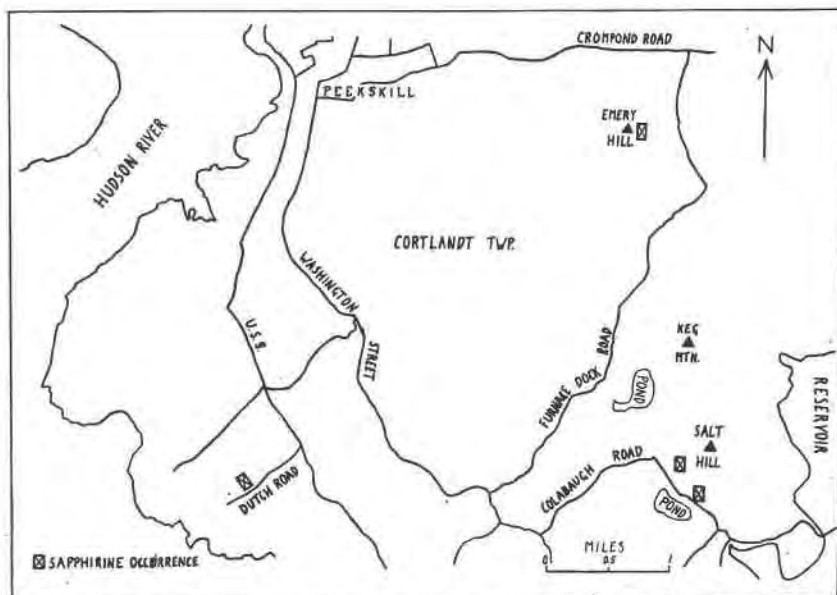 CROMPOND ROAD
N
PEEKSKILL
EMERY
HILL
HUDSON RIVER
CORTLANDT TWP.
WASHINGTON
STREET
U.S.9.
KEG
MTN.
FURNACE DOCK ROAD
POND
RESERVOIR
SALT
HILL
COLABAUGH ROAD
DUTCH ROAD
POND
MILES
0 0.5 1
SAPPHIRINE OCCURRENCE